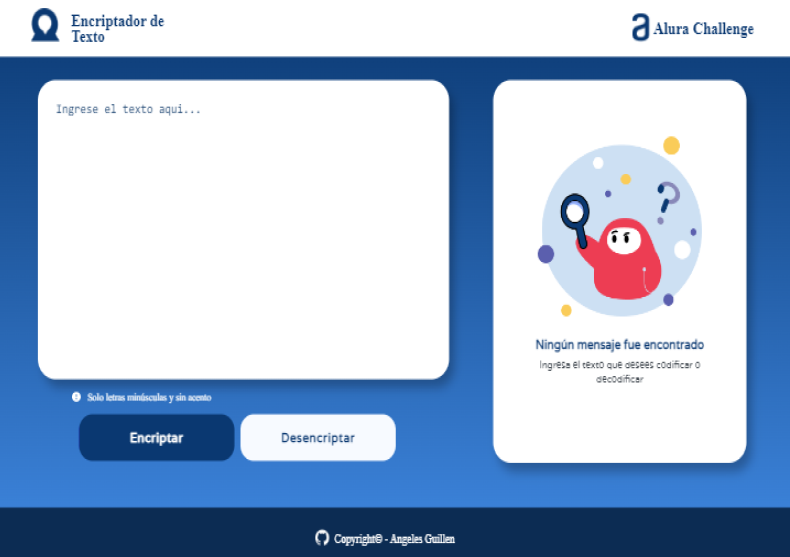 Encriptador de
Texto
Alura Challenge
Ingrese el texto aqui...
Ningún mensaje fue encontrado
Ingresa el texto que desees codificar o
decodificar
Solo letras minúsculas y sin acento
Encriptar
Desencriptar
Copyright© - Angeles Guillen